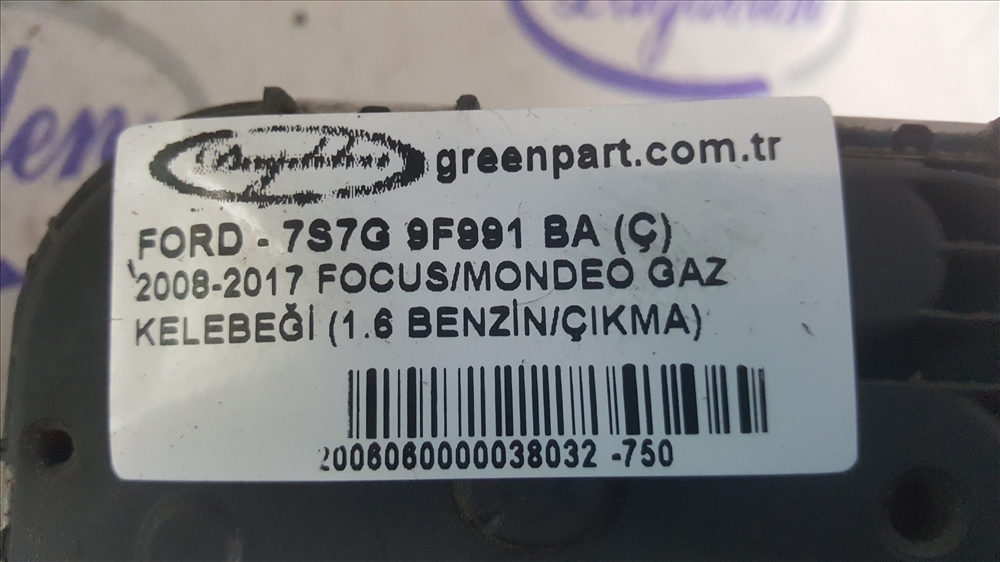 greenpart.com.tr
FORD - 7S7G 9F991 BA (Ç)
2008-2017 FOCUS/MONDEO GAZ
KELEBEĞİ (1.6 BENZİN/ÇIKMA)
2006060000038032 -750